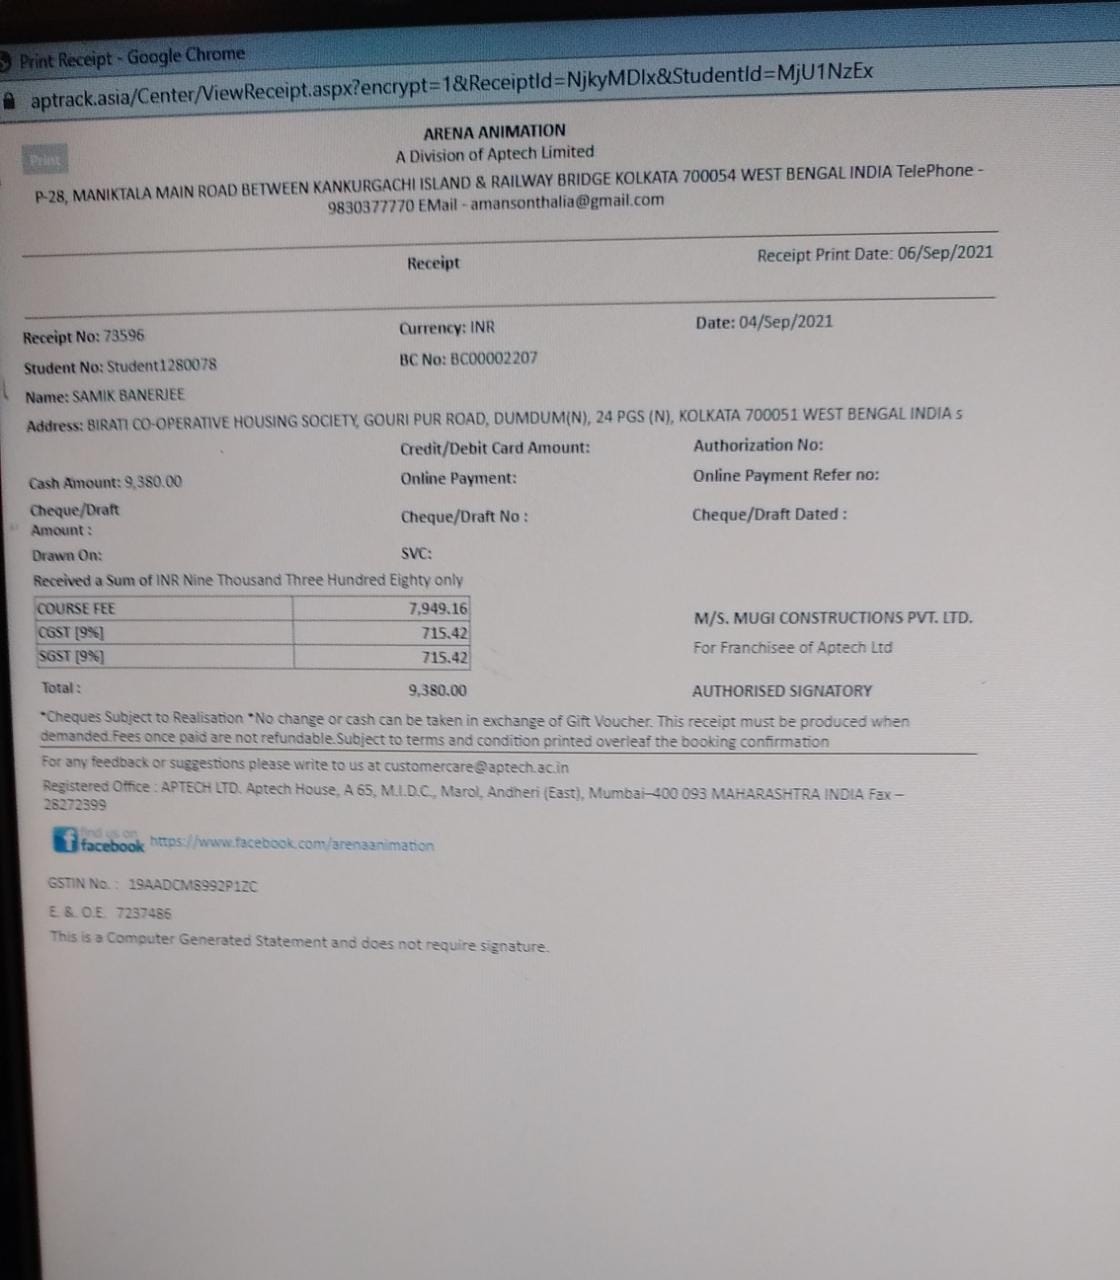 Print Receipt - Google Chrome
aptrack.asia/Center/ViewReceipt.aspx?encrypt=1&ReceiptId=NjkyMDIx&StudentId=MjU1NzEx
Print
ARENA ANIMATION
A Division of Aptech Limited
P-28, MANIKTALA MAIN ROAD BETWEEN KANKURGACHI ISLAND & RAILWAY BRIDGE KOLKATA 700054 WEST BENGAL INDIA TelePhone -
9830377770 EMail - amansonthalia@gmail.com
Receipt
Receipt Print Date: 06/Sep/2021
Receipt No: 73596 Currency: INR Date: 04/Sep/2021
Student No: Student1280078 BC No: BC00002207
Name: SAMIK BANERJEE
Address: BIRATI CO-OPERATIVE HOUSING SOCIETY, GOURI PUR ROAD, DUMDUM(N), 24 PGS (N), KOLKATA 700051 WEST BENGAL INDIA s
Credit/Debit Card Amount: Authorization No:
Cash Amount: 9,380.00 Online Payment: Online Payment Refer no:
Cheque/Draft
Amount : Cheque/Draft No : Cheque/Draft Dated :
Drawn On: SVC:
Received a Sum of INR Nine Thousand Three Hundred Eighty only
COURSE FEE 7,949.16
CGST [9%] 715.42
SGST [9%] 715.42
Total : 9,380.00
M/S. MUGI CONSTRUCTIONS PVT. LTD.
For Franchisee of Aptech Ltd
AUTHORISED SIGNATORY
*Cheques Subject to Realisation *No change or cash can be taken in exchange of Gift Voucher. This receipt must be produced when
demanded.Fees once paid are not refundable.Subject to terms and condition printed overleaf the booking confirmation
For any feedback or suggestions please write to us at customercare@aptech.ac.in
Registered Office : APTECH LTD. Aptech House, A 65, M.I.D.C., Marol, Andheri (East), Mumbai–400 093 MAHARASHTRA INDIA Fax –
28272399
find us on
facebook https://www.facebook.com/arenaanimation
GSTIN No. : 19AADCM8992P1ZC
E. & O.E. 7237486
This is a Computer Generated Statement and does not require signature.